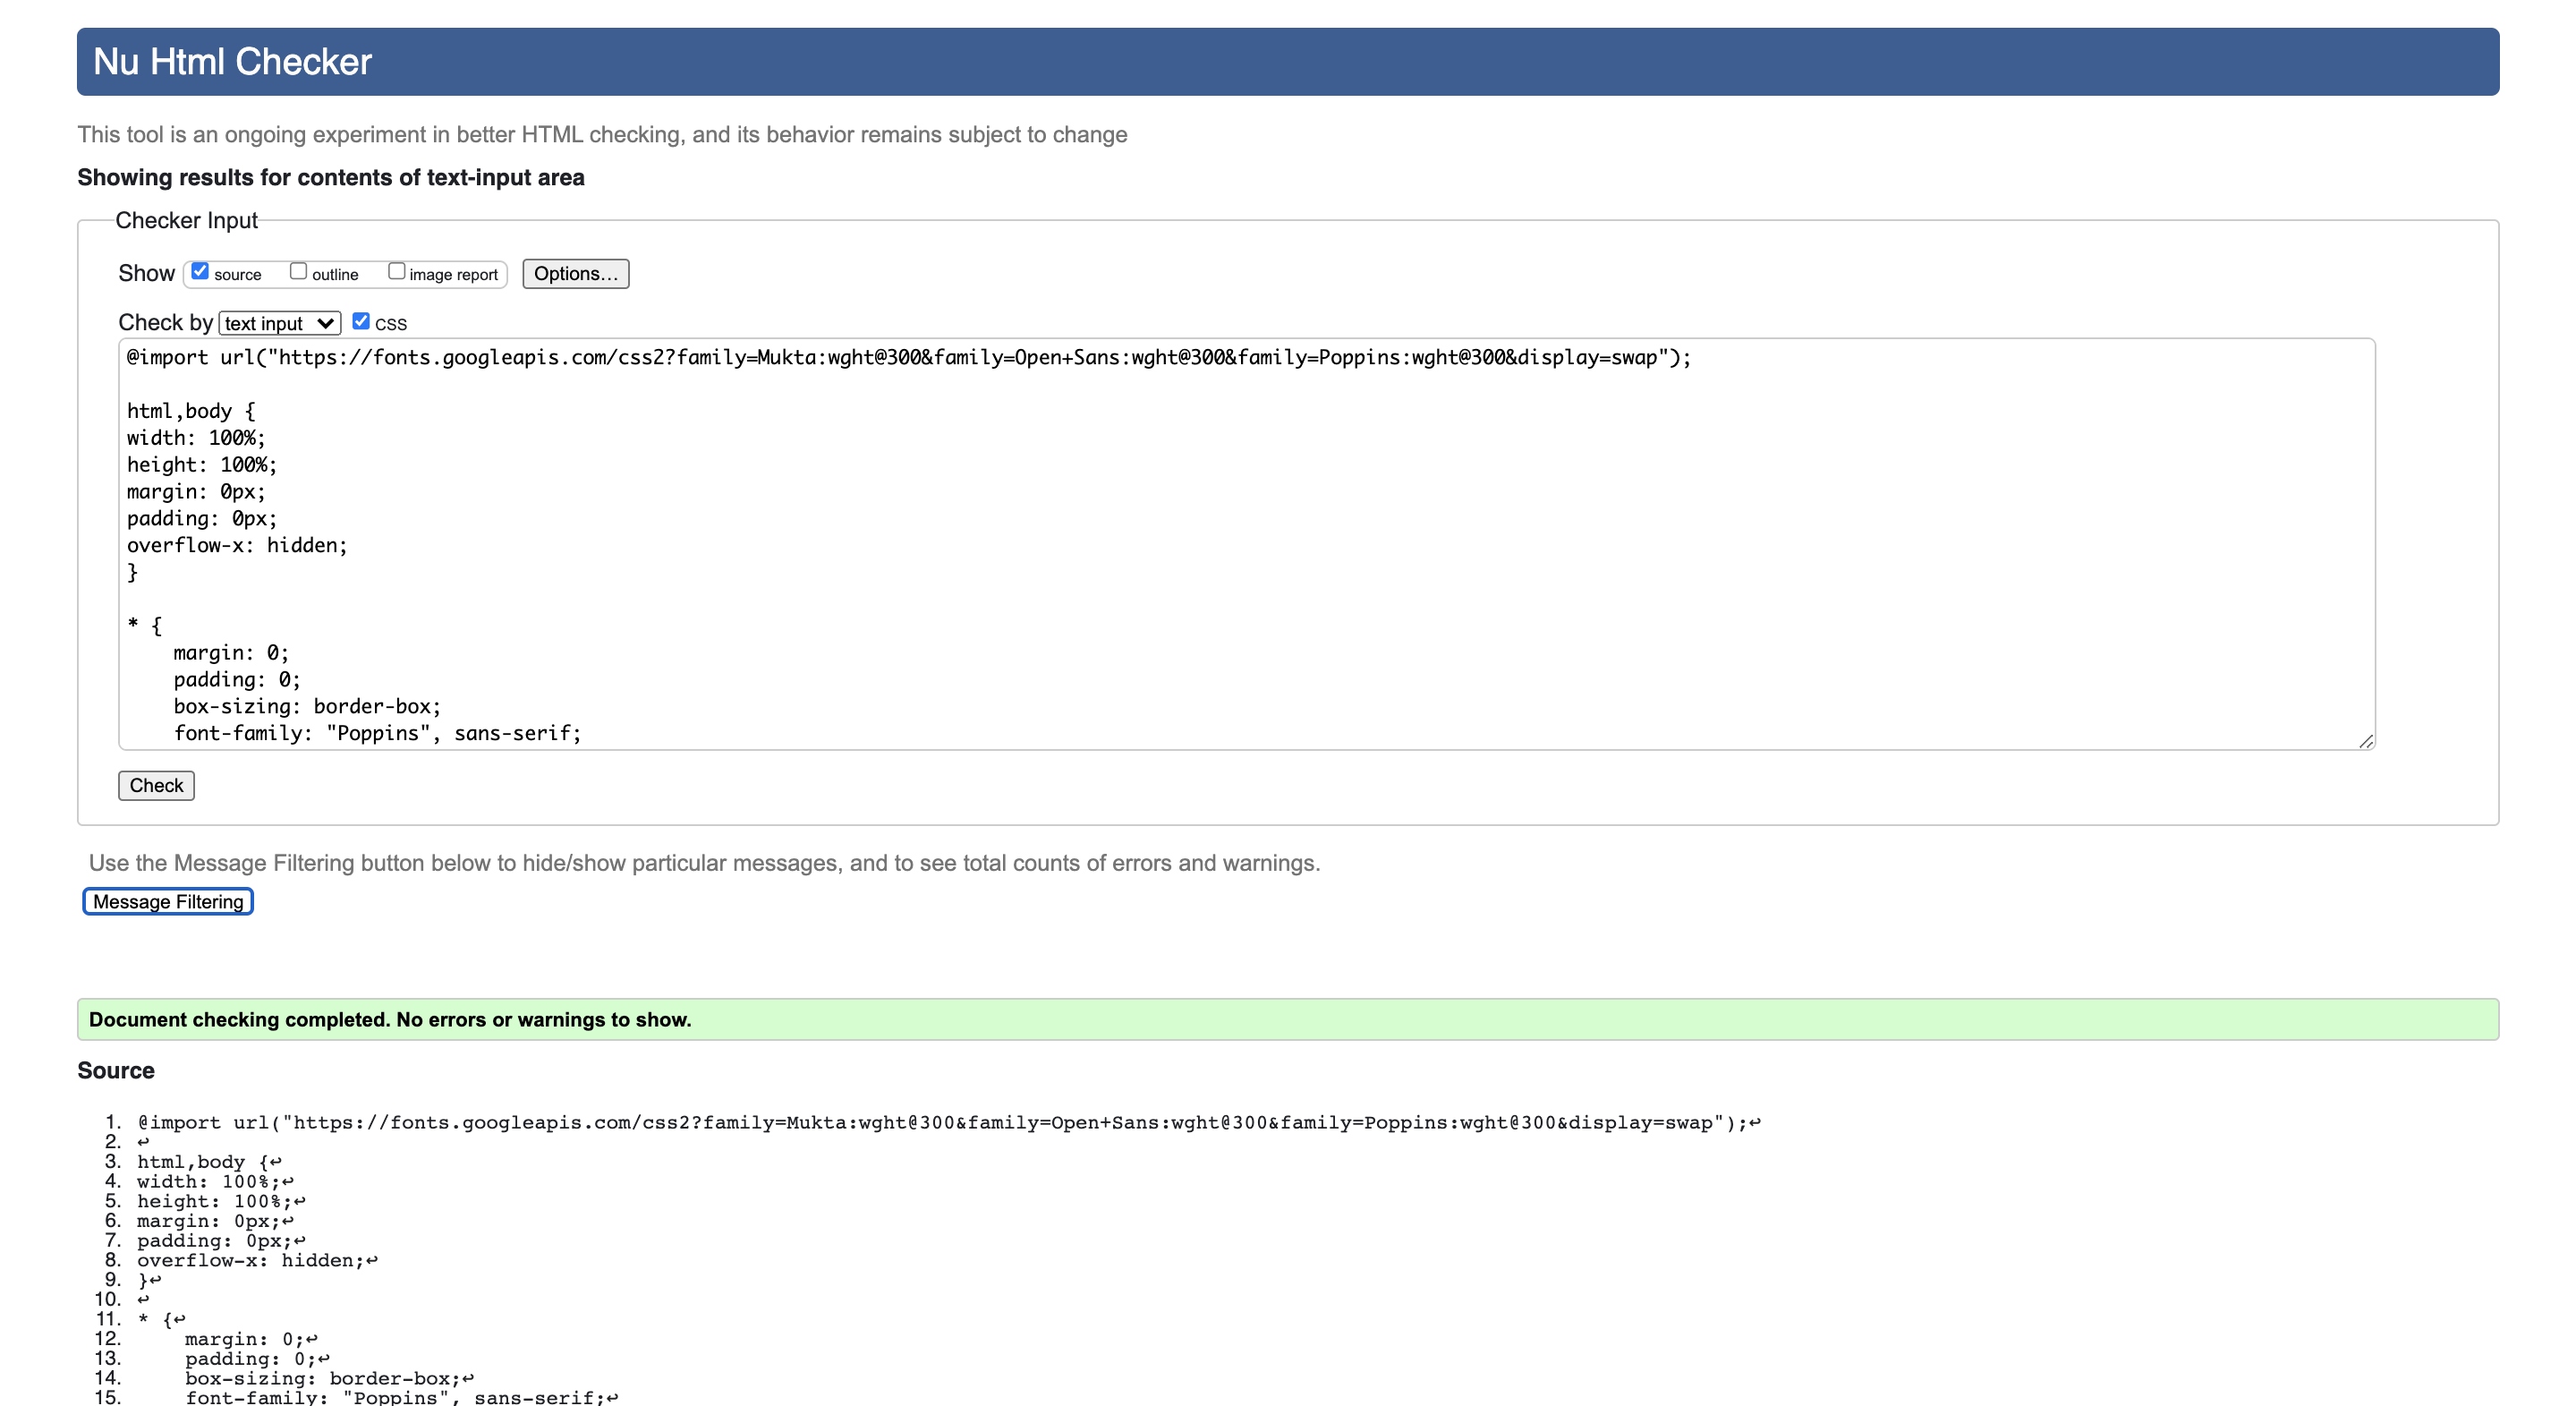 Nu Html Checker
This tool is an ongoing experiment in better HTML checking, and its behavior remains subject to change
Showing results for contents of text-input area
Checker Input
Show source outline image report Options...
Check by text input CSS
@import url("https://fonts.googleapis.com/css2?family=Mukta:wght@300&family=Open+Sans:wght@300&family=Poppins:wght@300&display=swap");
html,body {
width: 100%;
height: 100%;
margin: 0px;
padding: 0px;
overflow-x: hidden;
}
* {
    margin: 0;
    padding: 0;
    box-sizing: border-box;
    font-family: "Poppins", sans-serif;
Check
Use the Message Filtering button below to hide/show particular messages, and to see total counts of errors and warnings.
Message Filtering
Document checking completed. No errors or warnings to show.
Source
1. @import url("https://fonts.googleapis.com/css2?family=Mukta:wght@300&family=Open+Sans:wght@300&family=Poppins:wght@300&display=swap");↩
2. ↩
3. html,body {↩
4. width: 100%;↩
5. height: 100%;↩
6. margin: 0px;↩
7. padding: 0px;↩
8. overflow-x: hidden;↩
9. }↩
10. ↩
11. * {↩
12.     margin: 0;↩
13.     padding: 0;↩
14.     box-sizing: border-box;↩
15.     font-family: "Poppins", sans-serif;↩